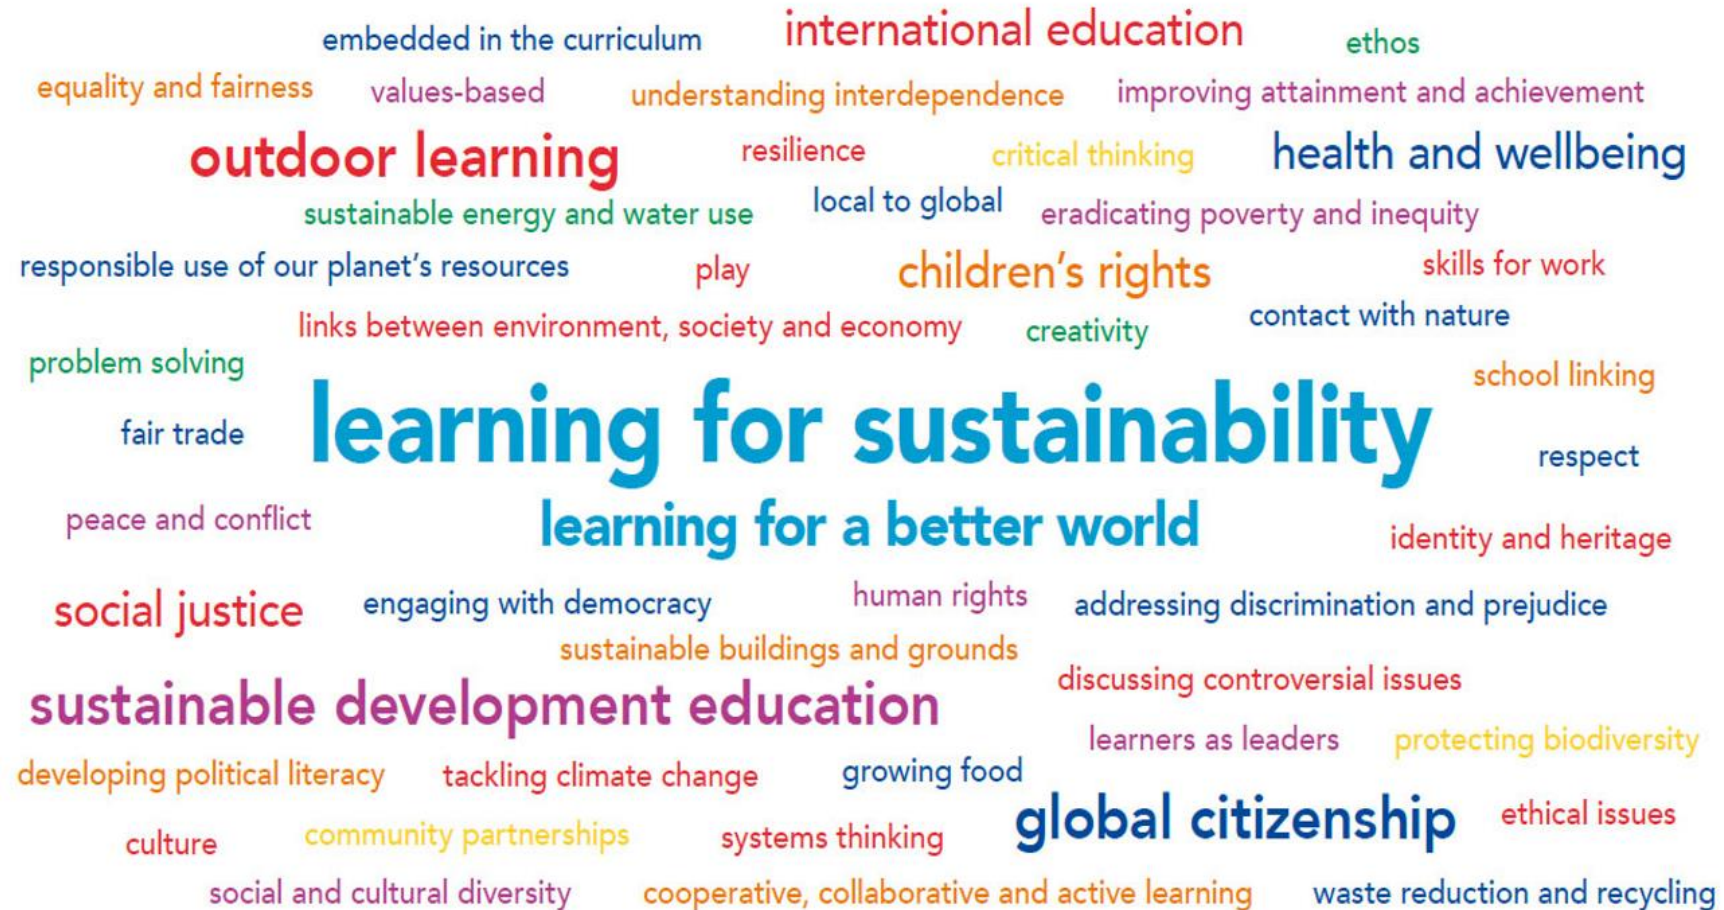 embedded in the curriculum
international education
ethos
equality and fairness
values-based
understanding interdependence
improving attainment and achievement
outdoor learning
resilience
critical thinking
health and wellbeing
sustainable energy and water use
local to global
eradicating poverty and inequity
responsible use of our planet's resources
play
children's rights
skills for work
links between environment, society and economy
creativity
contact with nature
problem solving
school linking
learning for sustainability
fair trade
respect
peace and conflict
learning for a better world
identity and heritage
social justice
engaging with democracy
human rights
addressing discrimination and prejudice
sustainable buildings and grounds
discussing controversial issues
sustainable development education
learners as leaders
protecting biodiversity
developing political literacy
tackling climate change
growing food
global citizenship
ethical issues
culture
community partnerships
systems thinking
social and cultural diversity
cooperative, collaborative and active learning
waste reduction and recycling